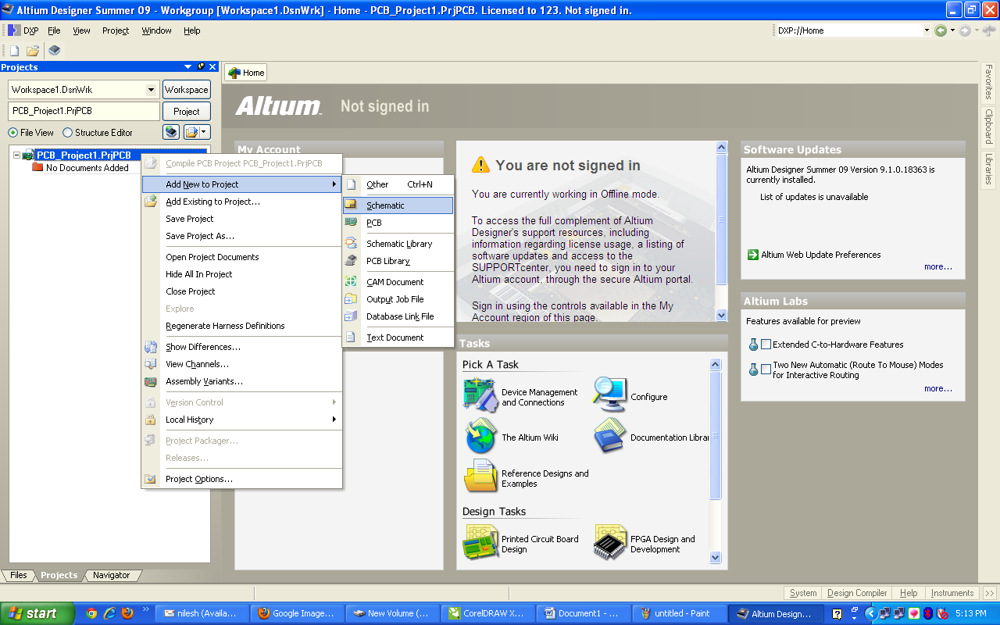 Altium Designer Summer 09 - Workgroup [Workspace1.DsnWrk] - Home - PCB_Project1.PrjPCB. Licensed to 123. Not signed in.
DXP File View Project Window Help
DXP://Home
Projects
Workspace1.DsnWrk Workspace
PCB_Project1.PrjPCB Project
File View Structure Editor
PCB_Project1.PrjPCB
No Documents Added
Files Projects Navigator
Compile PCB Project PCB_Project1.PrjPCB
Add New to Project
Add Existing to Project...
Save Project
Save Project As...
Open Project Documents
Hide All In Project
Close Project
Explore
Regenerate Harness Definitions
Show Differences...
View Channels...
Assembly Variants...
Version Control
Local History
Project Packager...
Releases...
Project Options...
Other Ctrl+N
Schematic
PCB
Schematic Library
PCB Library
CAM Document
Output Job File
Database Link File
Text Document
Home
Altium Not signed in
My Account
You are not signed in
You are currently working in Offline mode.
To access the full complement of Altium
Designer's support resources, including
information regarding license usage, a listing of
software updates and access to the
SUPPORTcenter, you need to sign in to your
Altium account, through the secure Altium portal.
Sign in using the controls available in the My
Account region of this page.
Tasks
Pick A Task
Device Management
and Connections
Configure
The Altium Wiki
Documentation Librar
Reference Designs and
Examples
Design Tasks
Printed Circuit Board
Design
FPGA Design and
Development
Software Updates
Altium Designer Summer 09 Version 9.1.0.18363 is
currently installed.
List of updates is unavailable
Altium Web Update Preferences
more...
Altium Labs
Features available for preview
Extended C-to-Hardware Features
Two New Automatic (Route To Mouse) Modes
for Interactive Routing
more...
Favorites
Clipboard
Libraries
System Design Compiler Help Instruments >>
start
nilesh (Availa...
Google Image...
New Volume (...
CorelDRAW X...
Document1 - ...
untitled - Paint
Altium Design...
5:13 PM